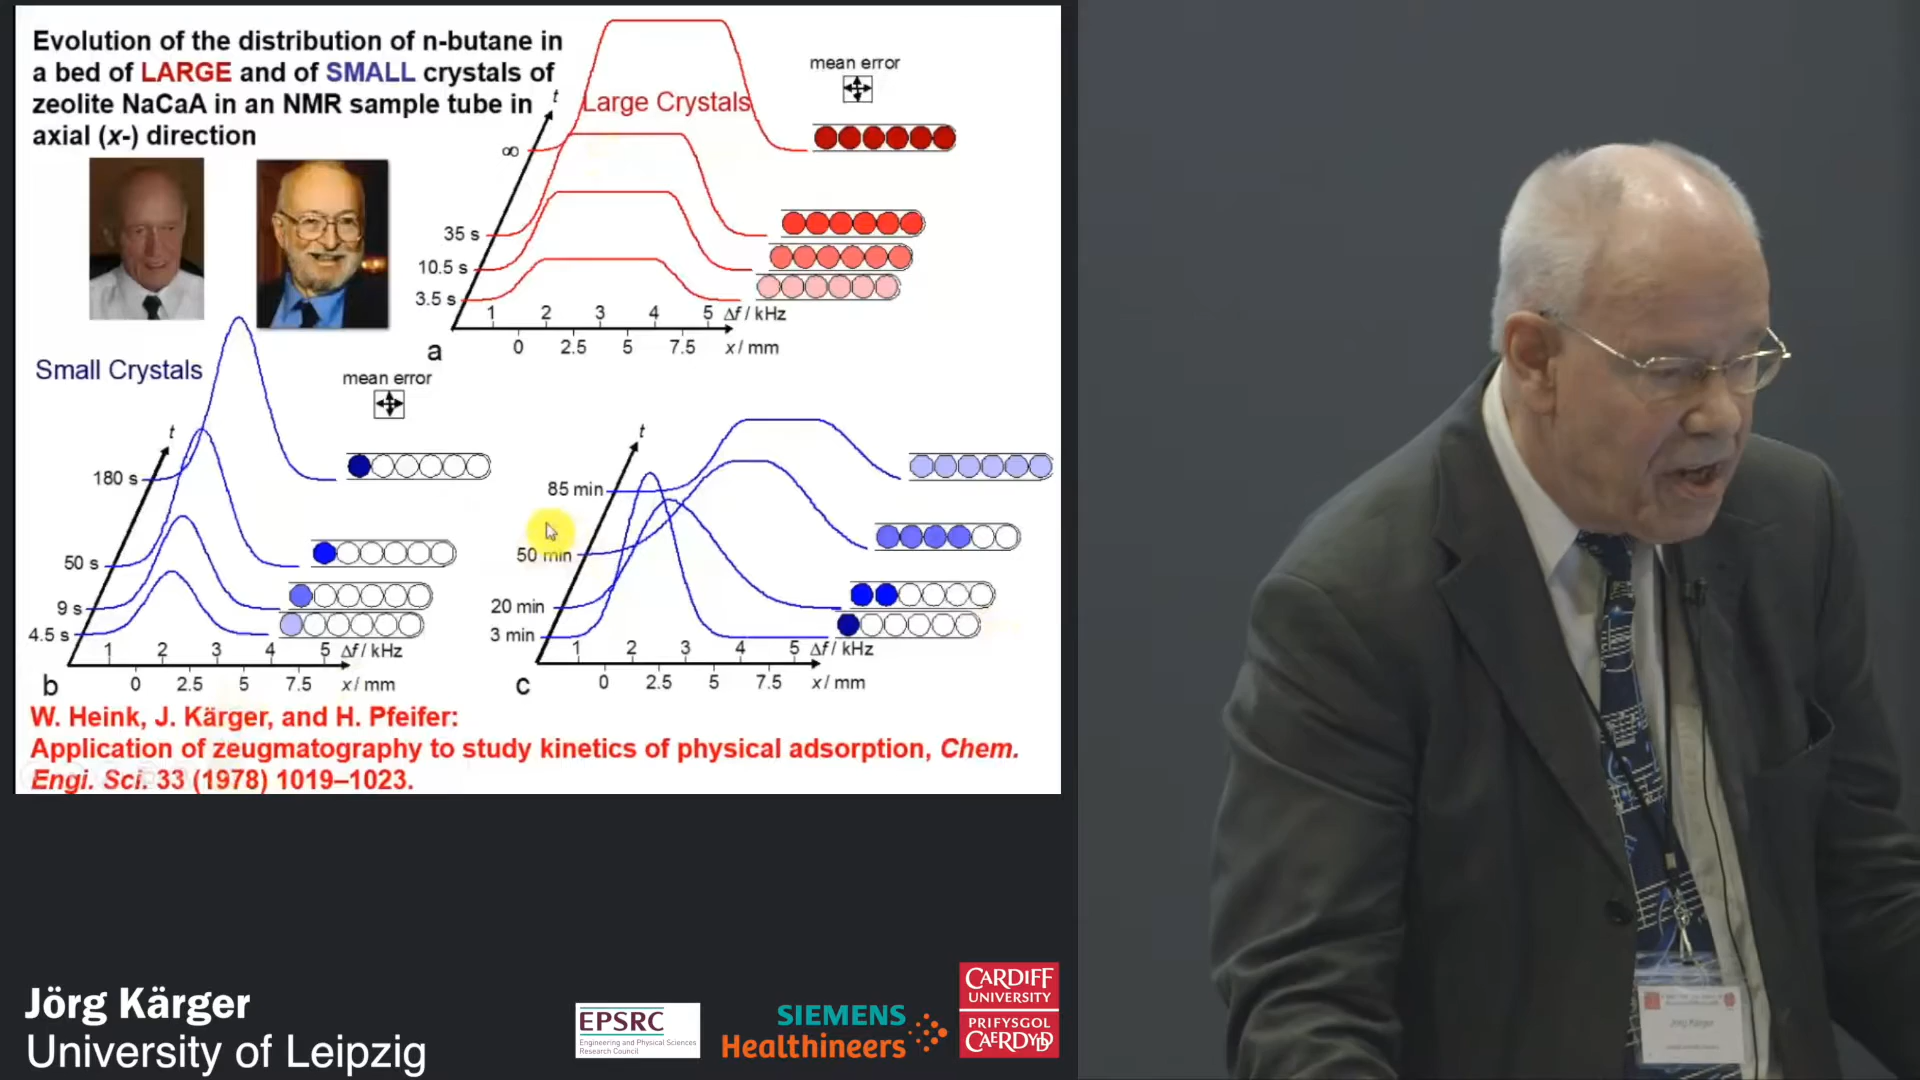 Evolution of the distribution of n-butane in
a bed of LARGE and of SMALL crystals of
zeolite NaCaA in an NMR sample tube in
axial (x-) direction
t
Large Crystals
mean error
∞
35 s
10.5 s
3.5 s
1 2 3 4 5 Δf / kHz
0 2.5 5 7.5 x / mm
a
Small Crystals
mean error
t
180 s
50 s
9 s
4.5 s
1 2 3 4 5 Δf / kHz
0 2.5 5 7.5 x / mm
b
t
85 min
50 min
20 min
3 min
1 2 3 4 5 Δf / kHz
0 2.5 5 7.5 x / mm
c
W. Heink, J. Kärger, and H. Pfeifer:
Application of zeugmatography to study kinetics of physical adsorption, Chem.
Engi. Sci. 33 (1978) 1019–1023.
Jörg Kärger
University of Leipzig
EPSRC
Engineering and Physical Sciences
Research Council
SIEMENS
Healthineers
CARDIFF
UNIVERSITY
PRIFYSGOL
CAERDYDD
Jörg Kärger